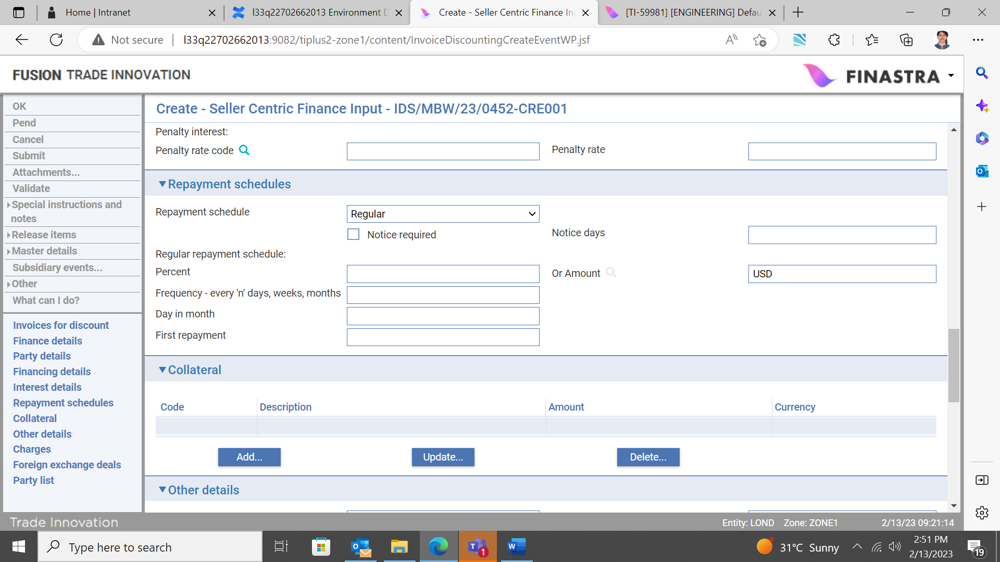 Home | Intranet
l33q22702662013 Environment D
Create - Seller Centric Finance In
[TI-59981] [ENGINEERING] Defau
Not secure
l33q22702662013:9082/tiplus2-zone1/content/InvoiceDiscountingCreateEventWP.jsf
FUSION TRADE INNOVATION
FINASTRA
OK
Pend
Cancel
Submit
Attachments...
Validate
Special instructions and
notes
Release items
Master details
Subsidiary events...
Other
What can I do?
Invoices for discount
Finance details
Party details
Financing details
Interest details
Repayment schedules
Collateral
Other details
Charges
Foreign exchange deals
Party list
Create - Seller Centric Finance Input - IDS/MBW/23/0452-CRE001
Penalty interest:
Penalty rate code
Penalty rate
Repayment schedules
Repayment schedule
Regular
Notice required
Notice days
Regular repayment schedule:
Percent
Or Amount
USD
Frequency - every 'n' days, weeks, months
Day in month
First repayment
Collateral
Code Description Amount Currency
Add... Update... Delete...
Other details
Trade Innovation
Entity: LOND Zone: ZONE1 2/13/23 09:21:14
Type here to search
1
31°C Sunny
2:51 PM
2/13/2023
19